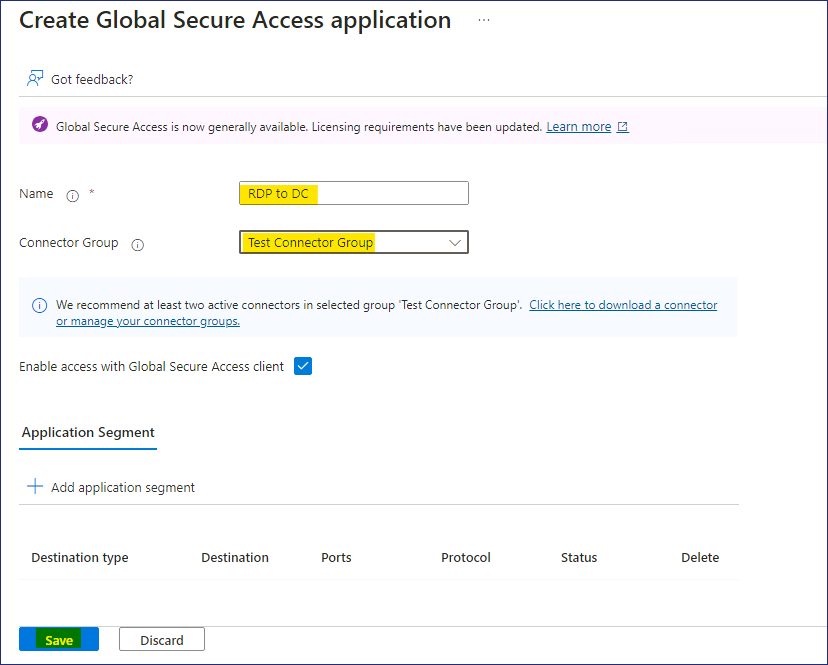 Create Global Secure Access application ...
Got feedback?
Global Secure Access is now generally available. Licensing requirements have been updated. Learn more
Name *
RDP to DC
Connector Group
Test Connector Group
We recommend at least two active connectors in selected group 'Test Connector Group'. Click here to download a connector
or manage your connector groups.
Enable access with Global Secure Access client
Application Segment
Add application segment
Destination type Destination Ports Protocol Status Delete
Save Discard